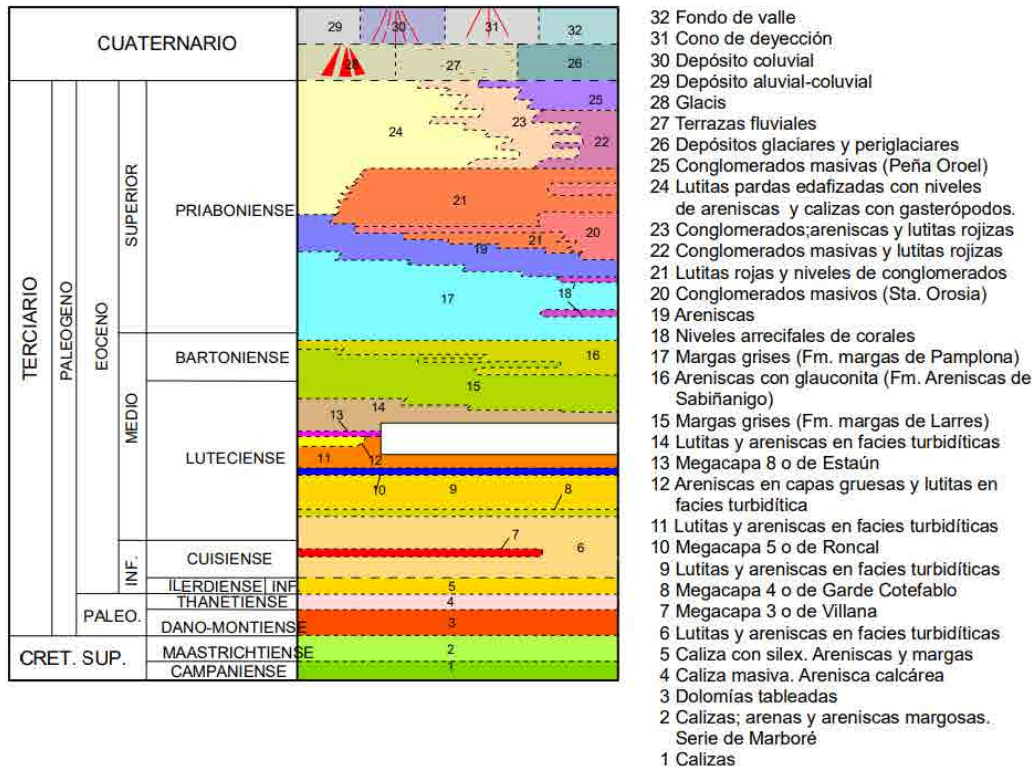 CUATERNARIO
TERCIARIO
PALEOGENO
EOCENO
SUPERIOR
PRIABONIENSE
MEDIO
BARTONIENSE
LUTECIENSE
INF.
CUISIENSE
ILERDIENSE INF.
PALEO.
THANETIENSE
DANO-MONTIENSE
CRET. SUP.
MAASTRICHTIENSE
CAMPANIENSE
29 30 31 32
28 27 26
25
23
24
22
21
20
21
19
18
17
16
15
14
13
11 12
10 9 8
7
6
5
4
3
2
1
32 Fondo de valle
31 Cono de deyección
30 Depósito coluvial
29 Depósito aluvial-coluvial
28 Glacis
27 Terrazas fluviales
26 Depósitos glaciares y periglaciares
25 Conglomerados masivas (Peña Oroel)
24 Lutitas pardas edafizadas con niveles
de areniscas y calizas con gasterópodos.
23 Conglomerados;areniscas y lutitas rojizas
22 Conglomerados masivas y lutitas rojizas
21 Lutitas rojas y niveles de conglomerados
20 Conglomerados masivos (Sta. Orosia)
19 Areniscas
18 Niveles arrecifales de corales
17 Margas grises (Fm. margas de Pamplona)
16 Areniscas con glauconita (Fm. Areniscas de
Sabiñanigo)
15 Margas grises (Fm. margas de Larres)
14 Lutitas y areniscas en facies turbidíticas
13 Megacapa 8 o de Estaún
12 Areniscas en capas gruesas y lutitas en
facies turbidítica
11 Lutitas y areniscas en facies turbidíticas
10 Megacapa 5 o de Roncal
9 Lutitas y areniscas en facies turbidíticas
8 Megacapa 4 o de Garde Cotefablo
7 Megacapa 3 o de Villana
6 Lutitas y areniscas en facies turbidíticas
5 Caliza con silex. Areniscas y margas
4 Caliza masiva. Arenisca calcárea
3 Dolomías tableadas
2 Calizas; arenas y areniscas margosas.
Serie de Marboré
1 Calizas